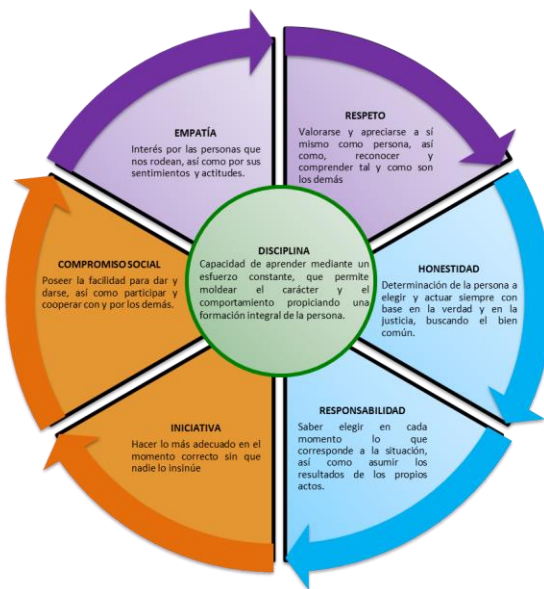 EMPATÍA
Interés por las personas que
nos rodean, así como por sus
sentimientos y actitudes.
RESPETO
Valorarse y apreciarse a sí
mismo como persona, así
como, reconocer y
comprender tal y como son
los demás
COMPROMISO SOCIAL
Poseer la facilidad para dar y
darse, así como participar y
cooperar con y por los demás.
DISCIPLINA
Capacidad de aprender mediante un
esfuerzo constante, que permite
moldear el carácter y el
comportamiento propiciando una
formación integral de la persona.
HONESTIDAD
Determinación de la persona a
elegir y actuar siempre con
base en la verdad y en la
justicia, buscando el bien
común.
INICIATIVA
Hacer lo más adecuado en el
momento correcto sin que
nadie lo insinúe
RESPONSABILIDAD
Saber elegir en cada
momento lo que
corresponde a la situación,
así como asumir los
resultados de los propios
actos.